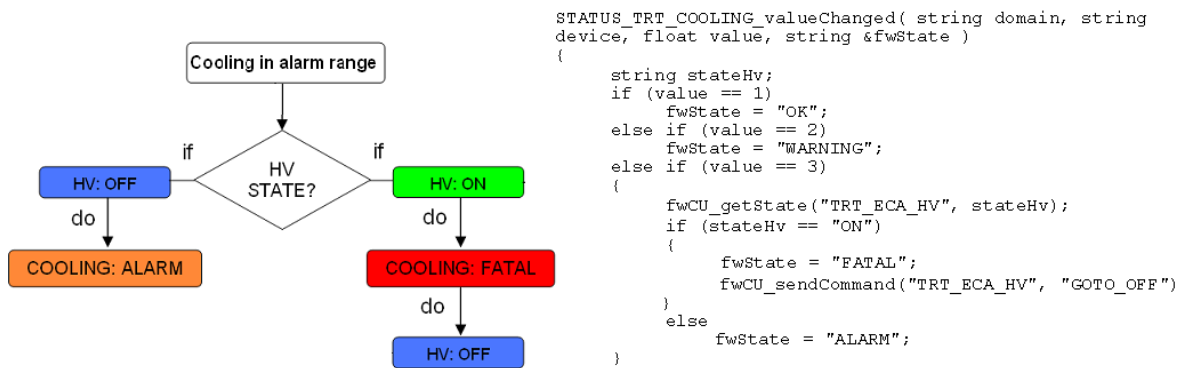 Cooling in alarm range
if
if
HV
STATE?
HV: OFF
HV: ON
do
do
COOLING: ALARM
COOLING: FATAL
do
HV: OFF
STATUS_TRT_COOLING_valueChanged( string domain, string
device, float value, string &fwState )
{
string stateHv;
if (value == 1)
fwState = "OK";
else if (value == 2)
fwState = "WARNING";
else if (value == 3)
{
fwCU_getState("TRT_ECA_HV", stateHv);
if (stateHv == "ON")
{
fwState = "FATAL";
fwCU_sendCommand("TRT_ECA_HV", "GOTO_OFF")
}
else
fwState = "ALARM";
}